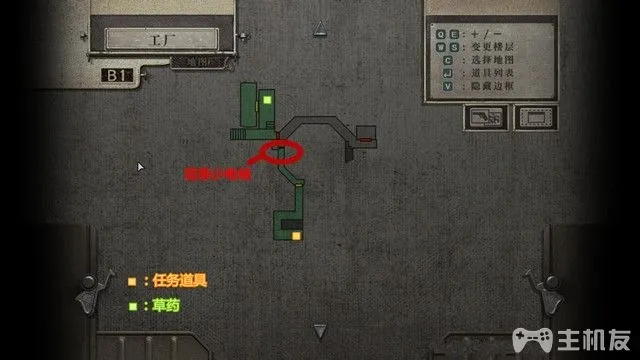 工厂
地图
B1
Q E : + / −
W S : 变更楼层
C : 选择地图
↲ : 道具列表
V : 隐藏边框
：任务道具
：草药
主机友